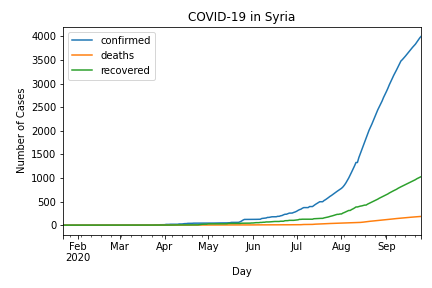 COVID-19 in Syria
confirmed
deaths
recovered
Number of Cases
4000
3500
3000
2500
2000
1500
1000
500
0
Feb Mar Apr May Jun Jul Aug Sep
2020
Day